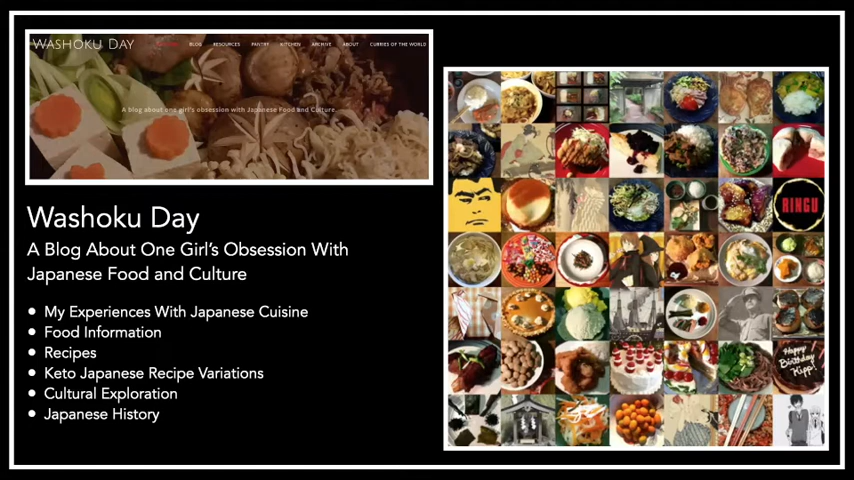 WASHOKU DAY
BLOG RESOURCES PANTRY KITCHEN ARCHIVE ABOUT CURRIES OF THE WORLD
A blog about one girl's obsession with Japanese Food and Culture.
Washoku Day
A Blog About One Girl's Obsession With
Japanese Food and Culture
• My Experiences With Japanese Cuisine
• Food Information
• Recipes
• Keto Japanese Recipe Variations
• Cultural Exploration
• Japanese History
RINGU
Happy
Birthday
Kipp!